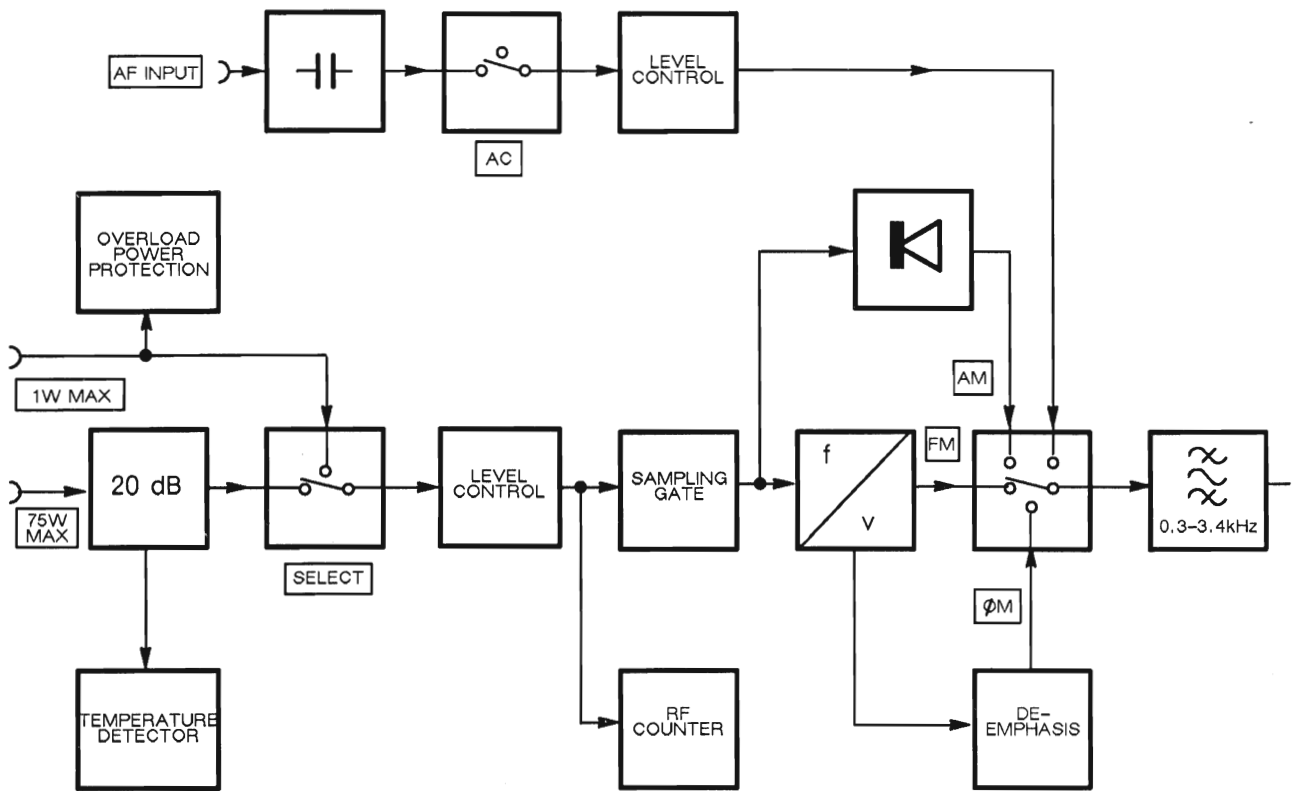 AF INPUT
LEVEL
CONTROL
AC
OVERLOAD
POWER
PROTECTION
1W MAX
AM
FM
20 dB
LEVEL
CONTROL
SAMPLING
GATE
f
V
0.3-3.4kHz
75W
MAX
SELECT
ØM
TEMPERATURE
DETECTOR
RF
COUNTER
DE-
EMPHASIS